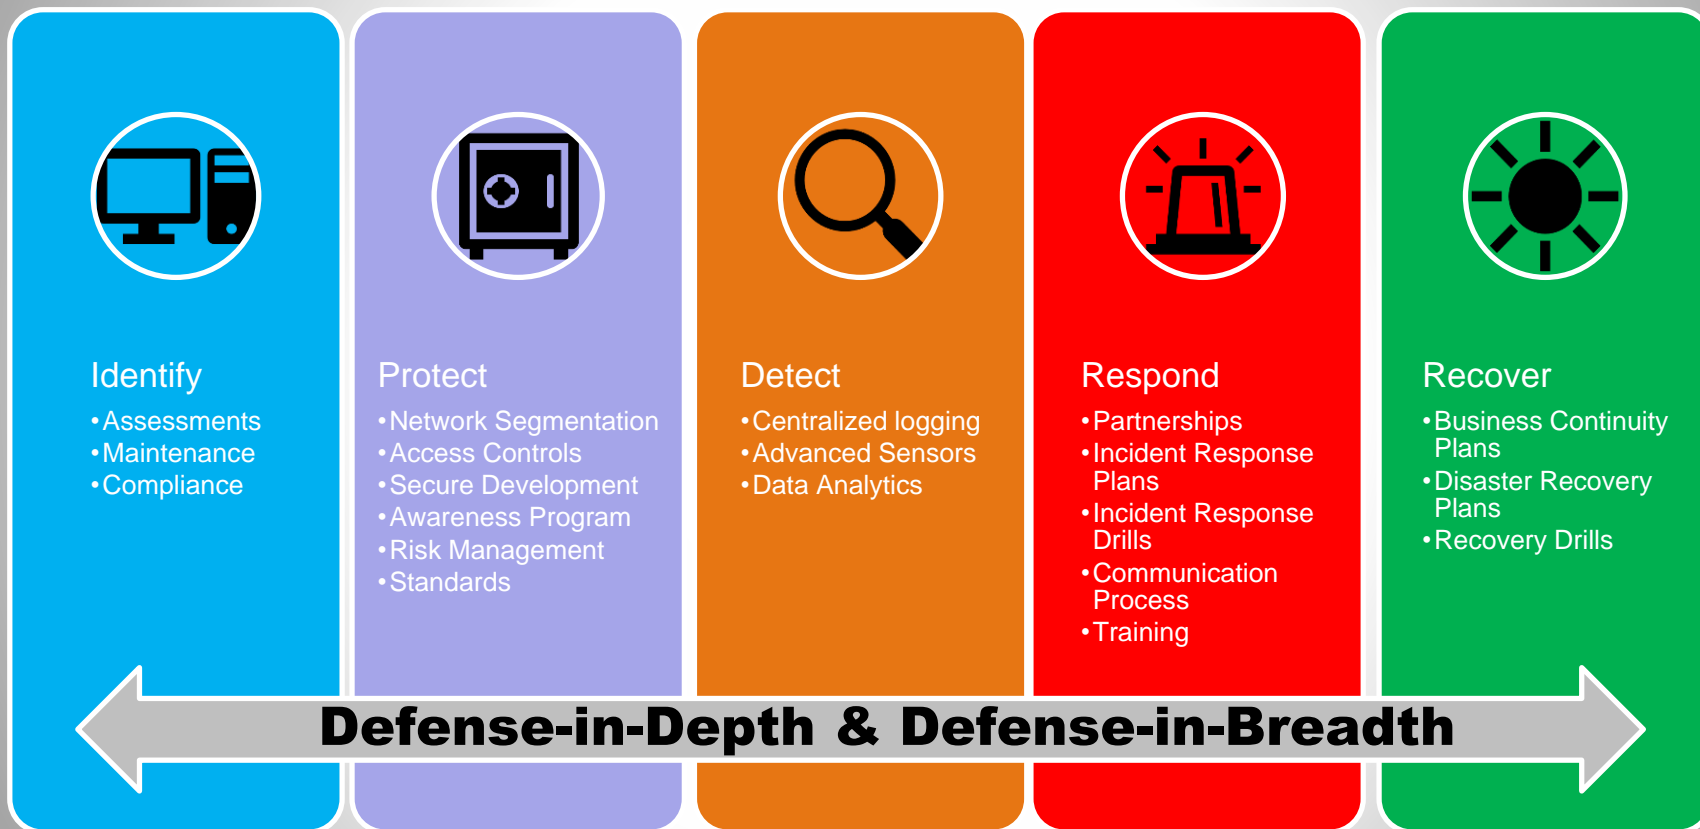 Identify
•Assessments
•Maintenance
•Compliance
Protect
•Network Segmentation
•Access Controls
•Secure Development
•Awareness Program
•Risk Management
•Standards
Detect
•Centralized logging
•Advanced Sensors
•Data Analytics
Respond
•Partnerships
•Incident Response
Plans
•Incident Response
Drills
•Communication
Process
•Training
Recover
•Business Continuity
Plans
•Disaster Recovery
Plans
•Recovery Drills
Defense-in-Depth & Defense-in-Breadth